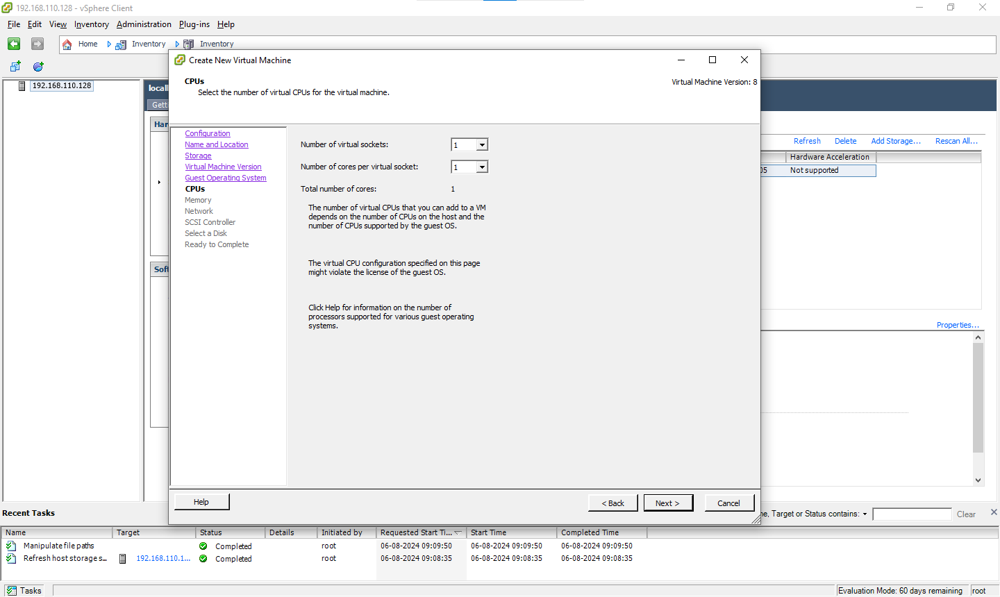 192.168.110.128 - vSphere Client
File Edit View Inventory Administration Plug-ins Help
Home Inventory Inventory
192.168.110.128
Create New Virtual Machine
CPUs
Select the number of virtual CPUs for the virtual machine.
Virtual Machine Version: 8
Configuration
Name and Location
Storage
Virtual Machine Version
Guest Operating System
CPUs
Memory
Network
SCSI Controller
Select a Disk
Ready to Complete
Number of virtual sockets: 1
Number of cores per virtual socket: 1
Total number of cores: 1
The number of virtual CPUs that you can add to a VM
depends on the number of CPUs on the host and the
number of CPUs supported by the guest OS.
The virtual CPU configuration specified on this page
might violate the license of the guest OS.
Click Help for information on the number of
processors supported for various guest operating
systems.
Help < Back Next > Cancel
Refresh Delete Add Storage... Rescan All...
Hardware Acceleration
05 Not supported
Properties...
Recent Tasks
Target or Status contains: Clear
Name Target Status Details Initiated by Requested Start Ti... Start Time Completed Time
Manipulate file paths Completed root 06-08-2024 09:09:50 06-08-2024 09:09:50 06-08-2024 09:09:50
Refresh host storage s... 192.168.110.1... Completed root 06-08-2024 09:08:35 06-08-2024 09:08:35 06-08-2024 09:08:35
Tasks
Evaluation Mode: 60 days remaining root